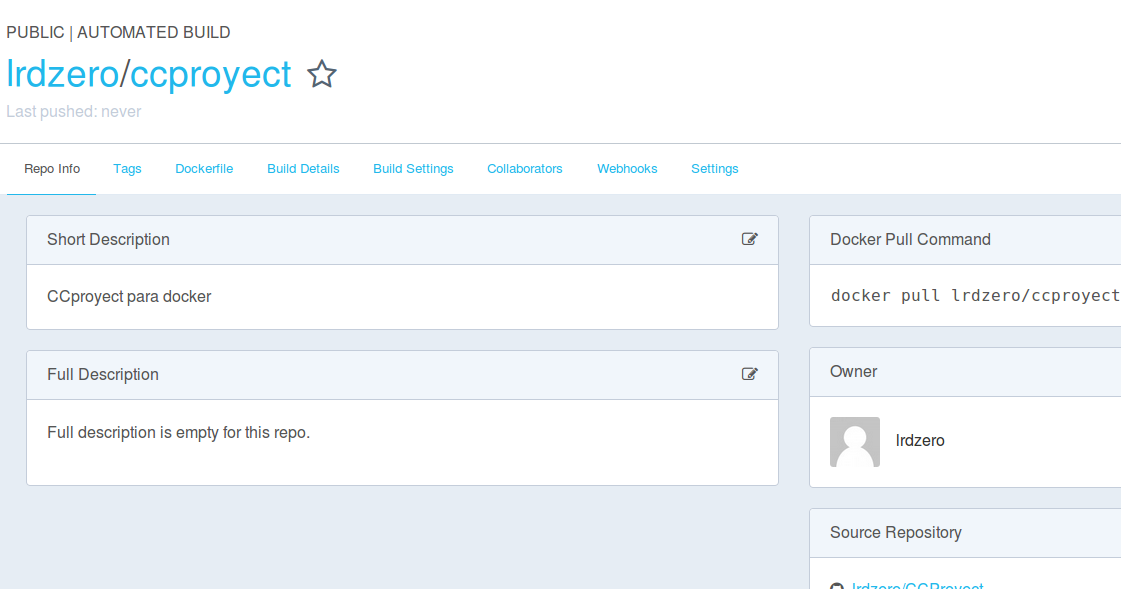 PUBLIC | AUTOMATED BUILD
lrdzero/ccproyect
Last pushed: never
Repo Info Tags Dockerfile Build Details Build Settings Collaborators Webhooks Settings
Short Description
CCproyect para docker
Full Description
Full description is empty for this repo.
Docker Pull Command
docker pull lrdzero/ccproyect
Owner
lrdzero
Source Repository
lrdzero/CCProyect